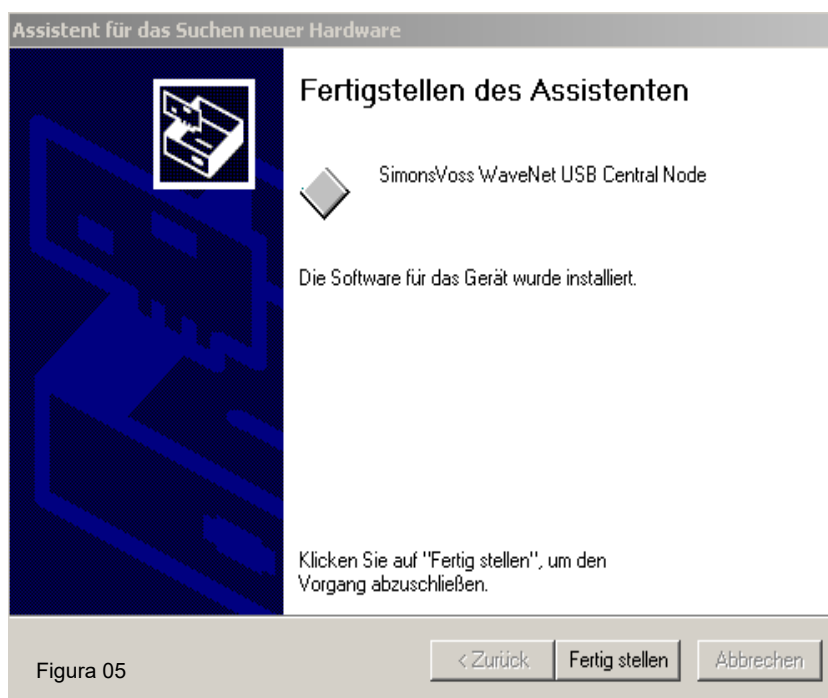 Assistent für das Suchen neuer Hardware
Fertigstellen des Assistenten
SimonsVoss WaveNet USB Central Node
Die Software für das Gerät wurde installiert.
Klicken Sie auf "Fertig stellen", um den
Vorgang abzuschließen.
< Zurück
Fertig stellen
Abbrechen
Figura 05